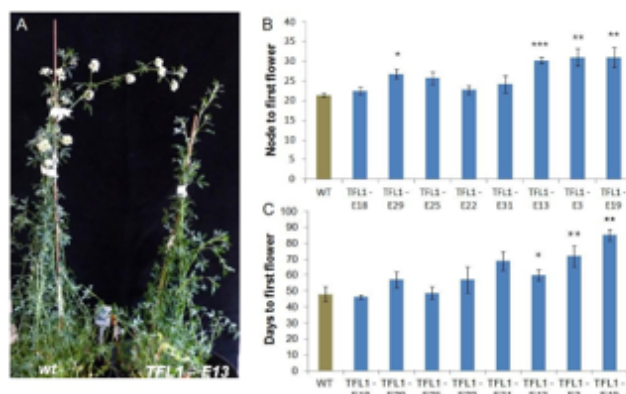 A
wt
TFL1 - E13
B
Node to first flower
40
35
30
25
20
15
10
5
0
*
***
**
**
WT
TFL1 - E18
TFL1 - E29
TFL1 - E25
TFL1 - E22
TFL1 - E31
TFL1 - E13
TFL1 - E3
TFL1 - E19
C
Days to first flower
100
90
80
70
60
50
40
30
20
10
0
*
**
**
WT
TFL1 -
TFL1 -
TFL1 -
TFL1 -
TFL1 -
TFL1 -
TFL1 -
TFL1 -